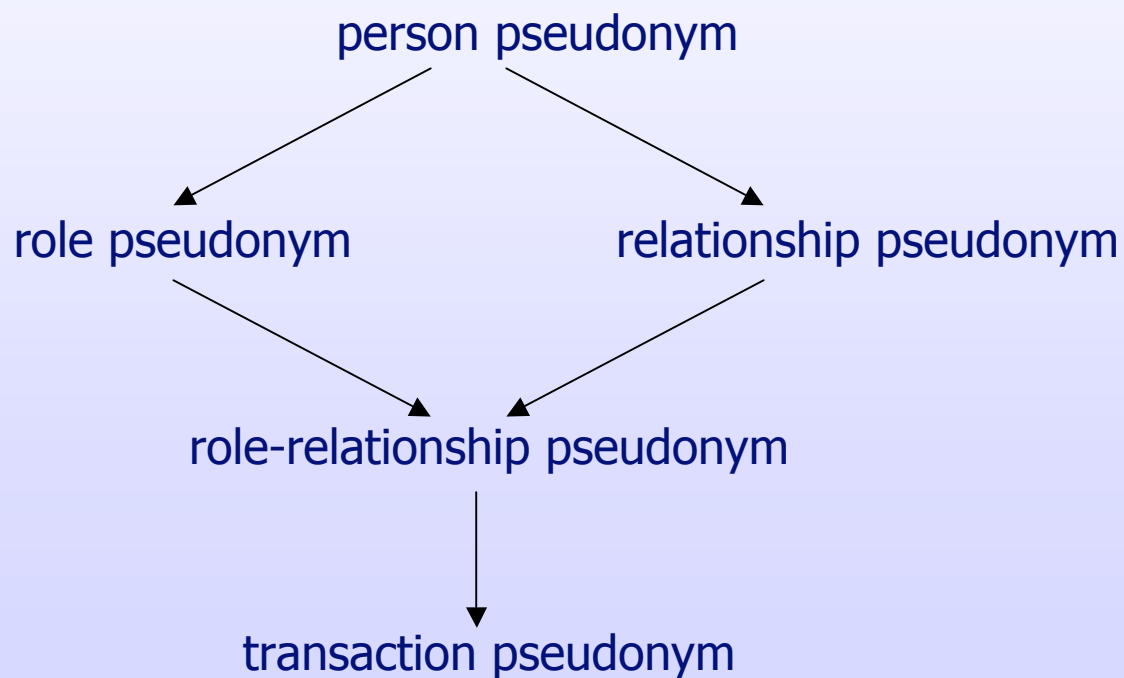 person pseudonym
role pseudonym
relationship pseudonym
role-relationship pseudonym
transaction pseudonym